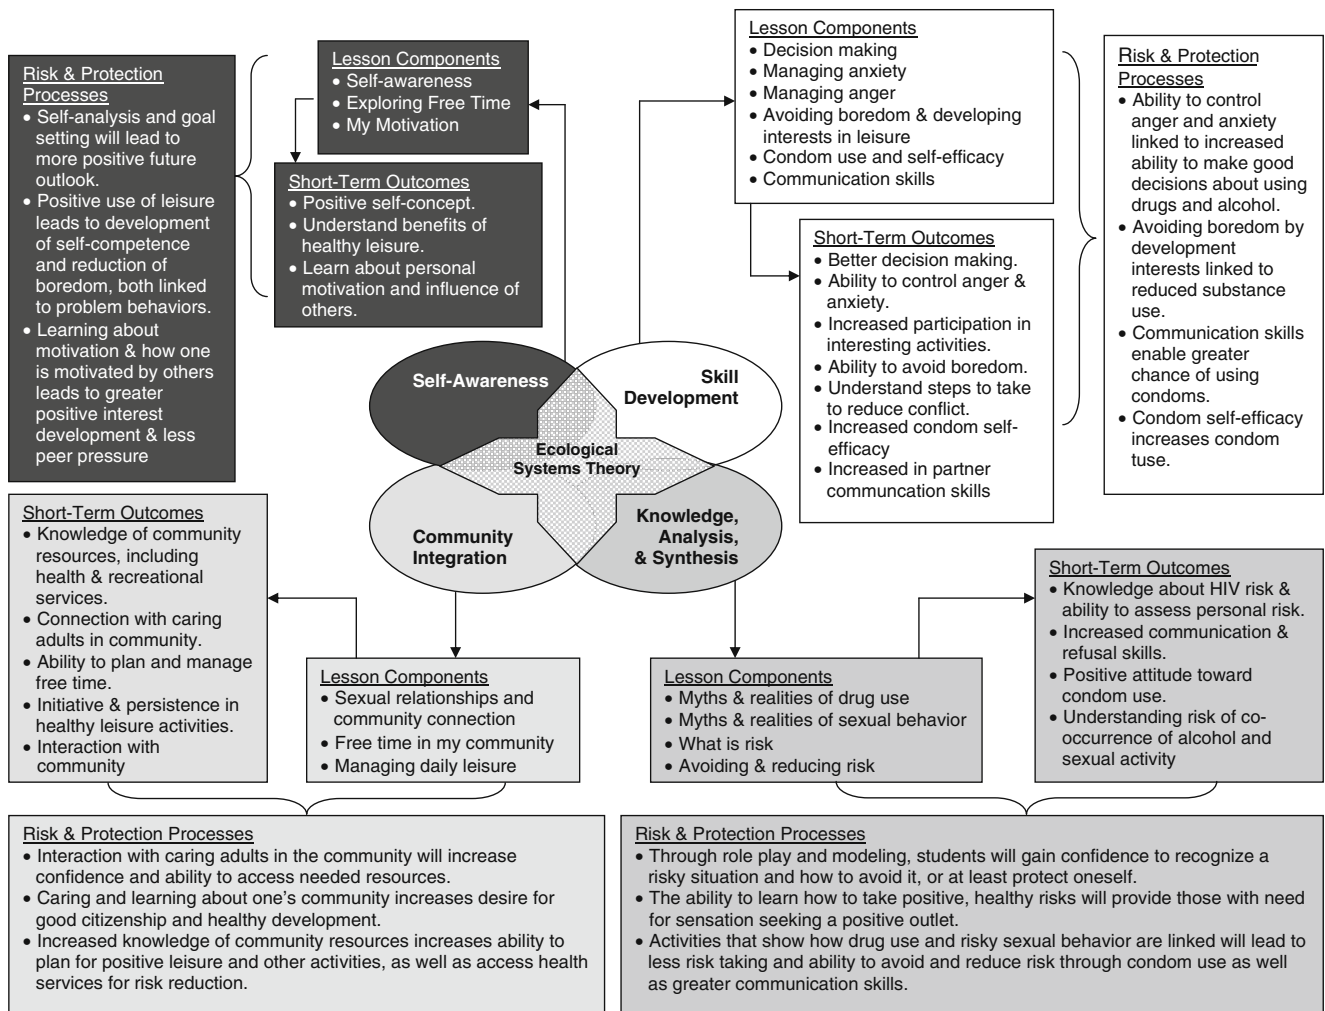 Risk & Protection
Processes
• Self-analysis and goal
setting will lead to
more positive future
outlook.
• Positive use of leisure
leads to development
of self-competence
and reduction of
boredom, both linked
to problem behaviors.
• Learning about
motivation & how one
is motivated by others
leads to greater
positive interest
development & less
peer pressure
Lesson Components
• Self-awareness
• Exploring Free Time
• My Motivation
Short-Term Outcomes
• Positive self-concept.
• Understand benefits of
healthy leisure.
• Learn about personal
motivation and influence of
others.
Lesson Components
• Decision making
• Managing anxiety
• Managing anger
• Avoiding boredom & developing
interests in leisure
• Condom use and self-efficacy
• Communication skills
Short-Term Outcomes
• Better decision making.
• Ability to control anger &
anxiety.
• Increased participation in
interesting activities.
• Ability to avoid boredom.
• Understand steps to take
to reduce conflict.
• Increased condom self-
efficacy
• Increased in partner
communcation skills
Risk & Protection
Processes
• Ability to control
anger and anxiety
linked to increased
ability to make good
decisions about using
drugs and alcohol.
• Avoiding boredom by
development
interests linked to
reduced substance
use.
• Communication skills
enable greater
chance of using
condoms.
• Condom self-efficacy
increases condom
tuse.
Self-Awareness
Skill
Development
Ecological
Systems Theory
Community
Integration
Knowledge,
Analysis,
& Synthesis
Short-Term Outcomes
• Knowledge of community
resources, including
health & recreational
services.
• Connection with caring
adults in community.
• Ability to plan and manage
free time.
• Initiative & persistence in
healthy leisure activities.
• Interaction with
community
Lesson Components
• Sexual relationships and
community connection
• Free time in my community
• Managing daily leisure
Lesson Components
• Myths & realities of drug use
• Myths & realities of sexual behavior
• What is risk
• Avoiding & reducing risk
Short-Term Outcomes
• Knowledge about HIV risk &
ability to assess personal risk.
• Increased communication &
refusal skills.
• Positive attitude toward
condom use.
• Understanding risk of co-
occurrence of alcohol and
sexual activity
Risk & Protection Processes
• Interaction with caring adults in the community will increase
confidence and ability to access needed resources.
• Caring and learning about one's community increases desire for
good citizenship and healthy development.
• Increased knowledge of community resources increases ability to
plan for positive leisure and other activities, as well as access health
services for risk reduction.
Risk & Protection Processes
• Through role play and modeling, students will gain confidence to recognize a
risky situation and how to avoid it, or at least protect oneself.
• The ability to learn how to take positive, healthy risks will provide those with need
for sensation seeking a positive outlet.
• Activities that show how drug use and risky sexual behavior are linked will lead to
less risk taking and ability to avoid and reduce risk through condom use as well
as greater communication skills.